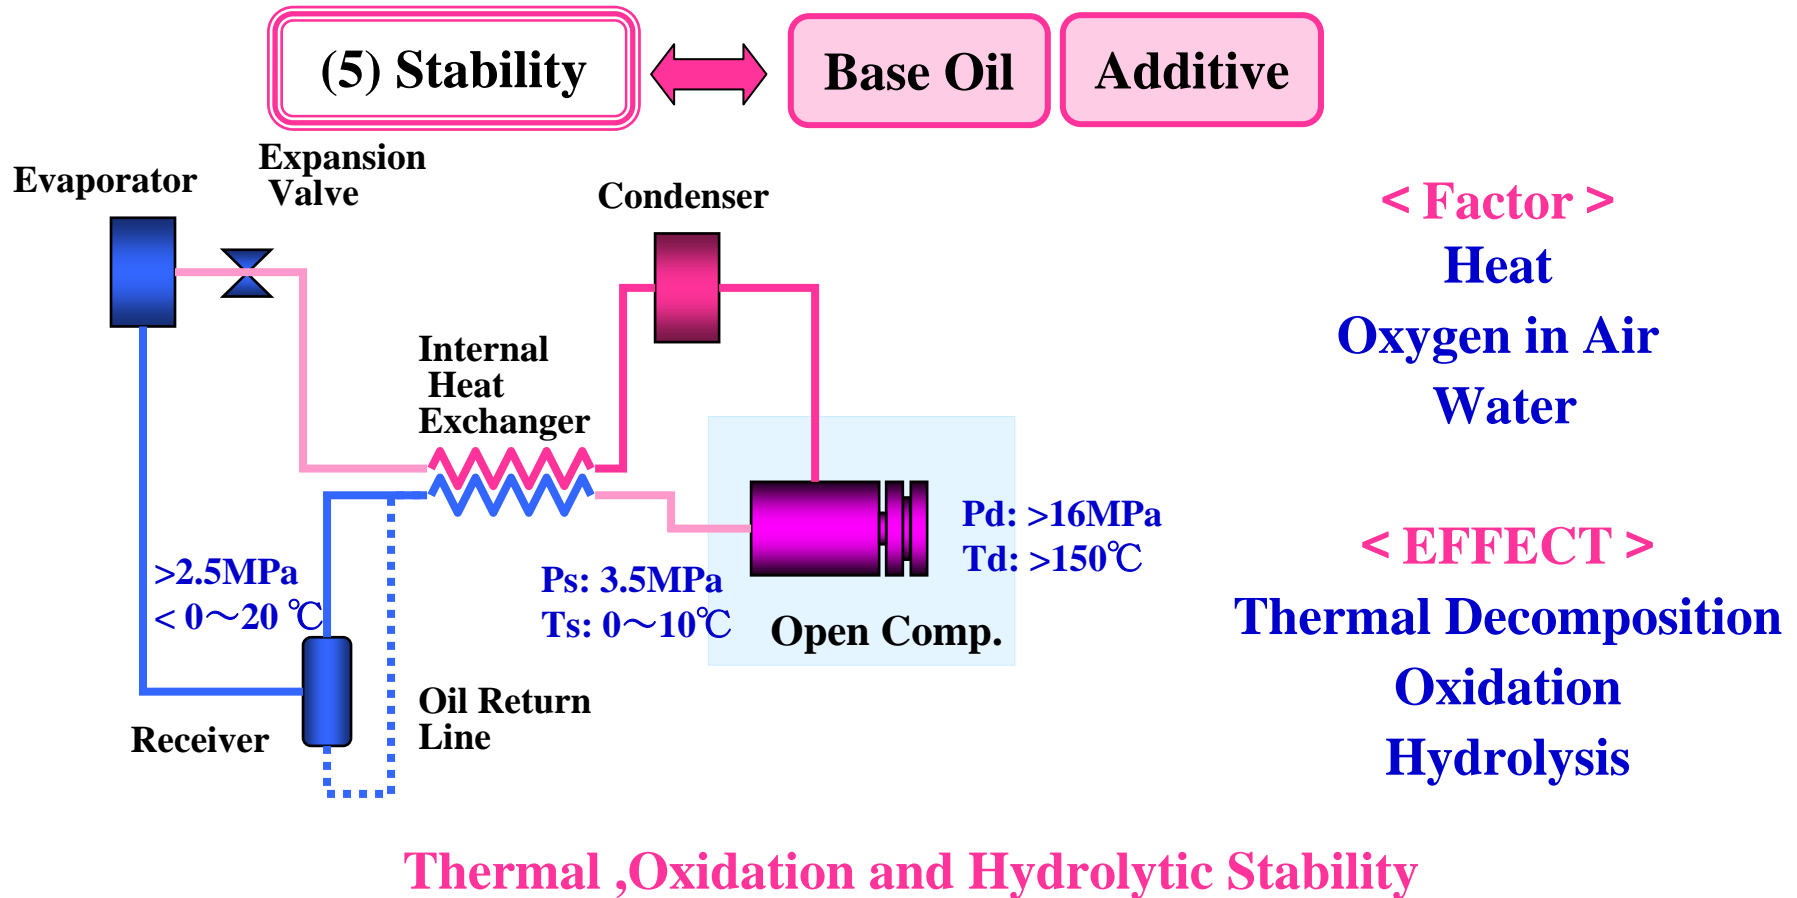 (5) Stability
Base Oil
Additive
Expansion
Valve
Evaporator
Condenser
< Factor >
Heat
Oxygen in Air
Water
Internal
Heat
Exchanger
Pd: >16MPa
Td: >150℃
>2.5MPa
< 0～20 ℃
Ps: 3.5MPa
Ts: 0～10℃
Open Comp.
< EFFECT >
Thermal Decomposition
Oxidation
Hydrolysis
Oil Return
Line
Receiver
Thermal ,Oxidation and Hydrolytic Stability